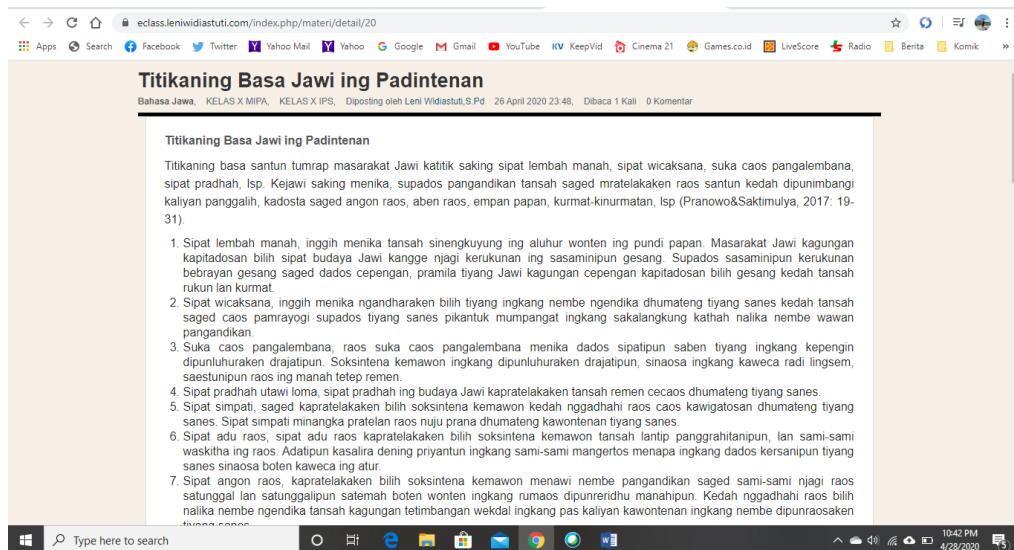 eclass.leniwidiastuti.com/index.php/materi/detail/20
Apps Search Facebook Twitter Yahoo Mail Yahoo Google Gmail YouTube KeepVid Cinema 21 Games.co.id LiveScore Radio Berita Komik »
Titikaning Basa Jawi ing Padintenan
Bahasa Jawa, KELAS X MIPA, KELAS X IPS, Diposting oleh Leni Widiastuti,S.Pd 26 April 2020 23:48, Dibaca 1 Kali 0 Komentar
Titikaning Basa Jawi ing Padintenan
Titikaning basa santun tumrap masarakat Jawi katitik saking sipat lembah manah, sipat wicaksana, suka caos pangalembana,
sipat pradhah, lsp. Kejawi saking menika, supados pangandikan tansah saged mratelakaken raos santun kedah dipunimbangi
kaliyan panggalih, kadosta saged angon raos, aben raos, empan papan, kurmat-kinurmatan, lsp (Pranowo&Saktimulya, 2017: 19-
31).
1. Sipat lembah manah, inggih menika tansah sinengkuyung ing aluhur wonten ing pundi papan. Masarakat Jawi kagungan
kapitadosan bilih sipat budaya Jawi kangge njagi kerukunan ing sasaminipun gesang. Supados sasaminipun kerukunan
bebrayan gesang saged dados cepengan, pramila tiyang Jawi kagungan cepengan kapitadosan bilih gesang kedah tansah
rukun lan kurmat.
2. Sipat wicaksana, inggih menika ngandharaken bilih tiyang ingkang nembe ngendika dhumateng tiyang sanes kedah tansah
saged caos pamrayogi supados tiyang sanes pikantuk mumpangat ingkang sakalangkung kathah nalika nembe wawan
pangandikan.
3. Suka caos pangalembana, raos suka caos pangalembana menika dados sipatipun saben tiyang ingkang kepengin
dipunluhuraken drajatipun. Soksintena kemawon ingkang dipunluhuraken drajatipun, sinaosa ingkang kaweca radi lingsem,
saestunipun raos ing manah tetep remen.
4. Sipat pradhah utawi loma, sipat pradhah ing budaya Jawi kapratelakaken tansah remen cecaos dhumateng tiyang sanes.
5. Sipat simpati, saged kapratelakaken bilih soksintena kemawon kedah nggadhahi raos caos kawigatosan dhumateng tiyang
sanes. Sipat simpati minangka pratelan raos nuju prana dhumateng kawontenan tiyang sanes.
6. Sipat adu raos, sipat adu raos kapratelakaken bilih soksintena kemawon tansah lantip panggrahitanipun, lan sami-sami
waskitha ing raos. Adatipun kasalira dening priyantun ingkang sami-sami mangertos menapa ingkang dados kersanipun tiyang
sanes sinaosa boten kaweca ing atur.
7. Sipat angon raos, kapratelakaken bilih soksintena kemawon menawi nembe pangandikan saged sami-sami njagi raos
satunggal lan satunggalipun satemah boten wonten ingkang rumaos dipunreridhu manahipun. Kedah nggadhahi raos bilih
nalika nembe ngendika tansah kagungan tetimbangan wekdal ingkang pas kaliyan kawontenan ingkang nembe dipunraosaken
tiyang sanes
Type here to search
10:42 PM
4/28/2020